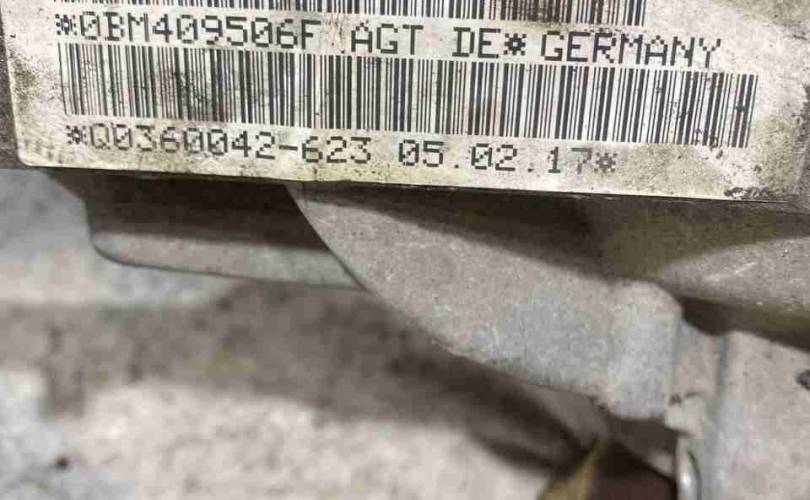 *0BM409506F AGT DE* GERMANY
*Q0360042-623 05.02.17*